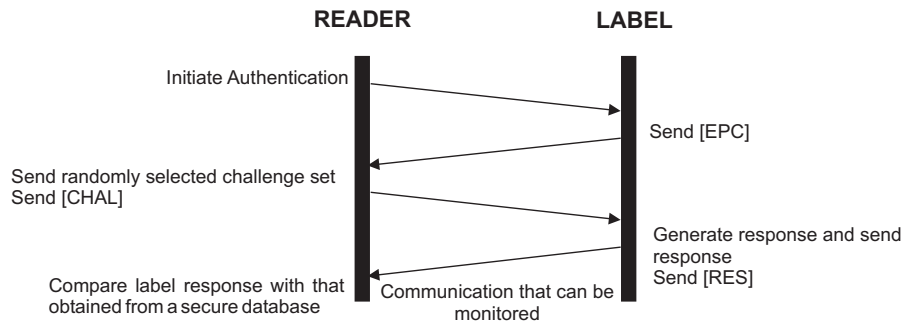 READER
LABEL
Initiate Authentication
Send [EPC]
Send randomly selected challenge set
Send [CHAL]
Generate response and send
response
Send [RES]
Compare label response with that
obtained from a secure database
Communication that can be
monitored